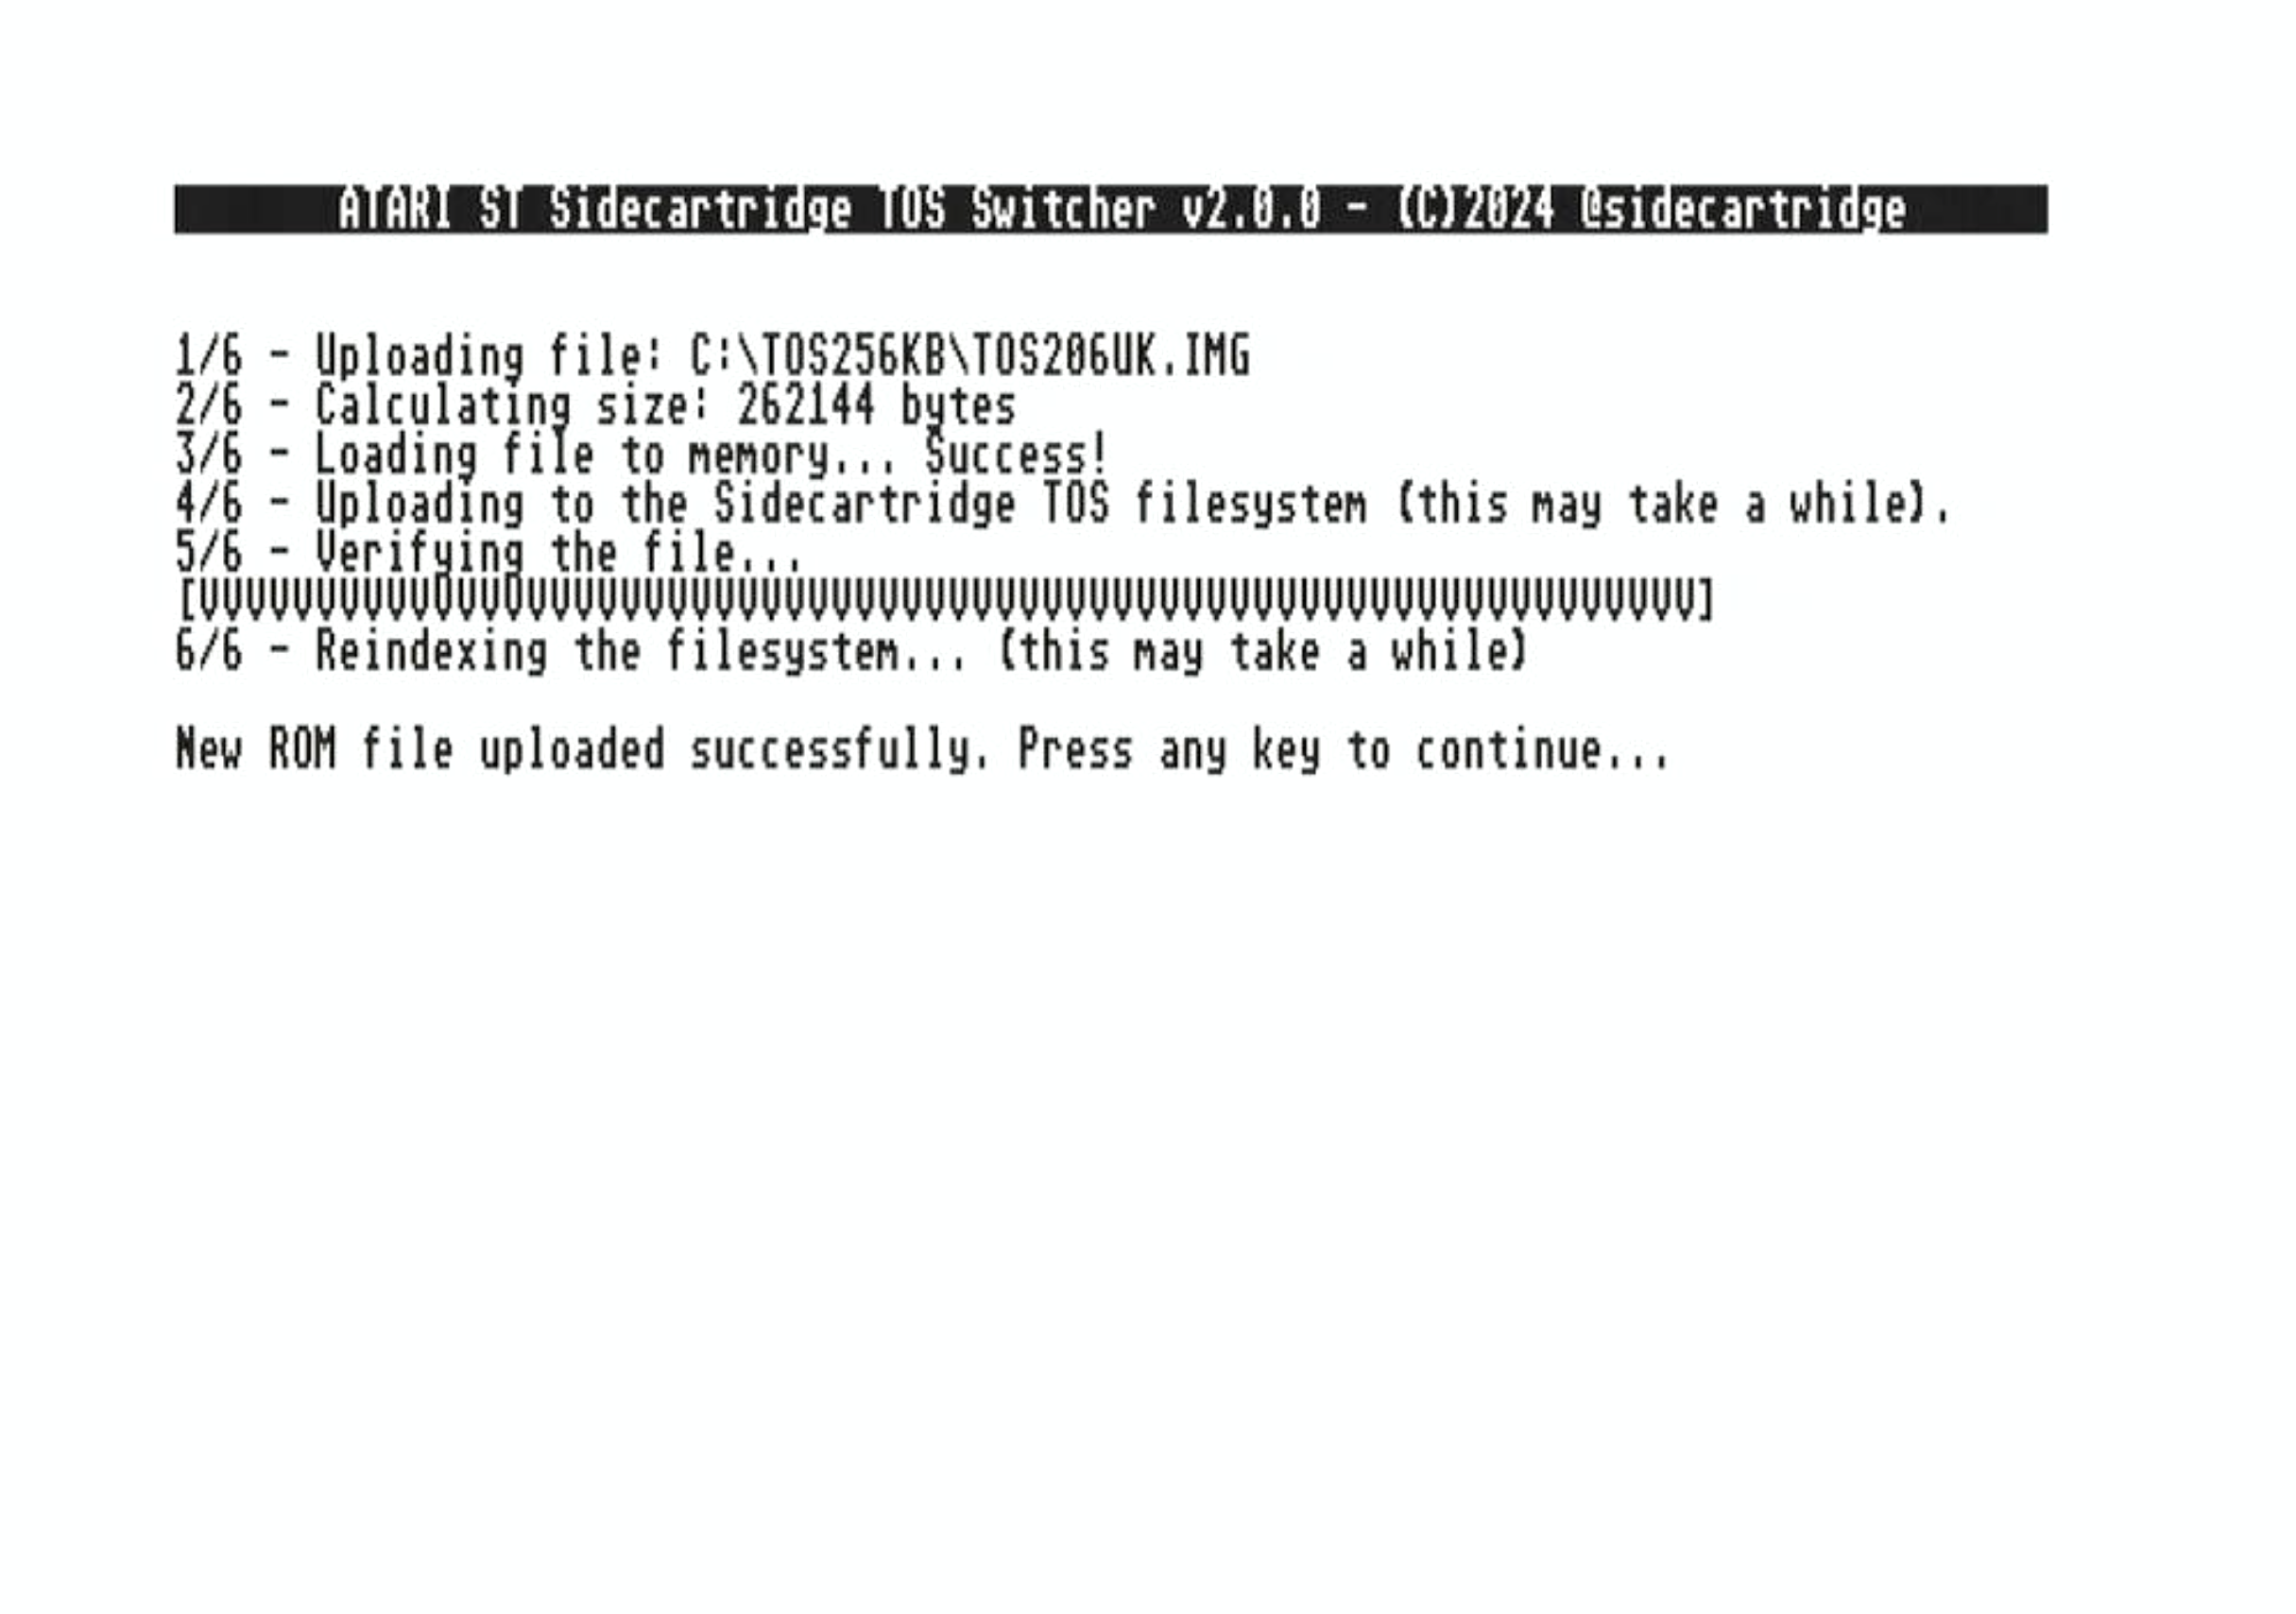 ATARI ST Sidecartridge TOS Switcher v2.0.0 - (C)2024 @sidecartridge
1/6 - Uploading file: C:\TOS256KB\TOS206UK.IMG
2/6 - Calculating size: 262144 bytes
3/6 - Loading file to memory... Success!
4/6 - Uploading to the Sidecartridge TOS filesystem (this may take a while).
5/6 - Verifying the file...
[VVVVVVVVVVVVVVVVVVVVVVVVVVVVVVVVVVVVVVVVVVVVVVVVVVVVVVVVVVVVVVVV]
6/6 - Reindexing the filesystem... (this may take a while)
New ROM file uploaded successfully. Press any key to continue...